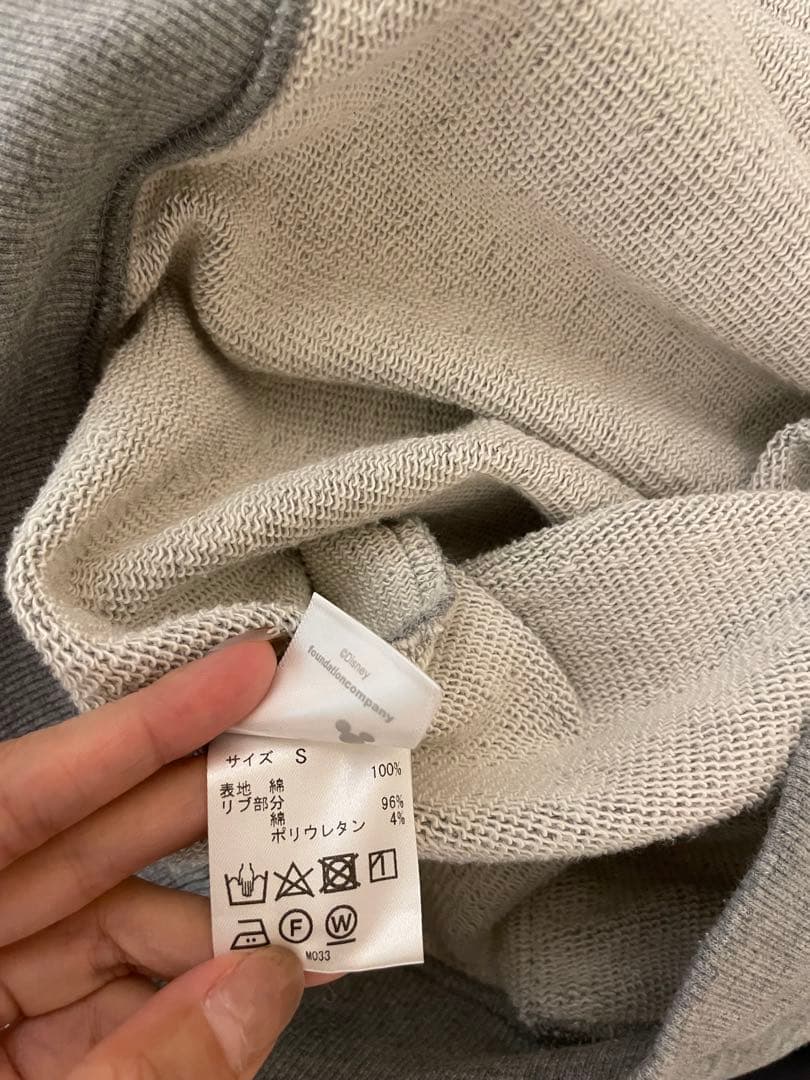 ©Disney
foundationcompany
サイズ S
表地 綿 100%
リブ部分
綿 96%
ポリウレタン 4%
F W
M033